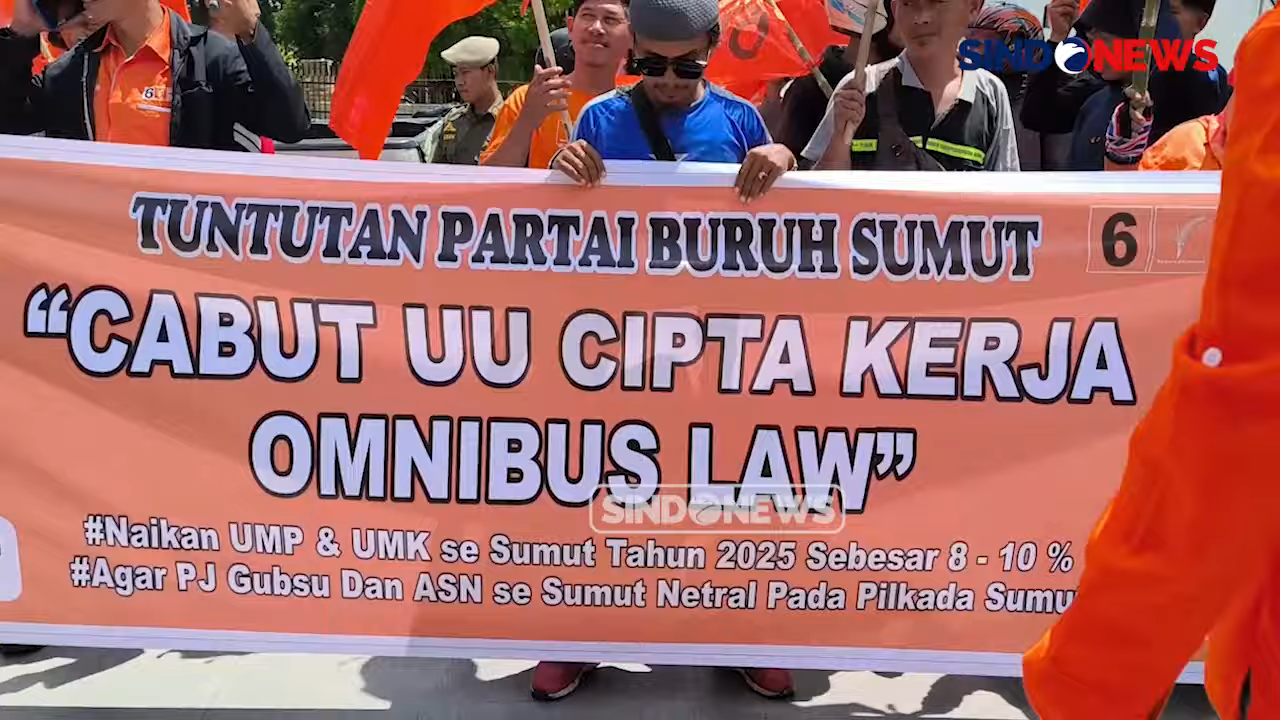 SINDONEWS
TUNTUTAN PARTAI BURUH SUMUT
6
“CABUT UU CIPTA KERJA
OMNIBUS LAW”
SINDONEWS
#Naikan UMP & UMK se Sumut Tahun 2025 Sebesar 8 - 10 %
#Agar PJ Gubsu Dan ASN se Sumut Netral Pada Pilkada